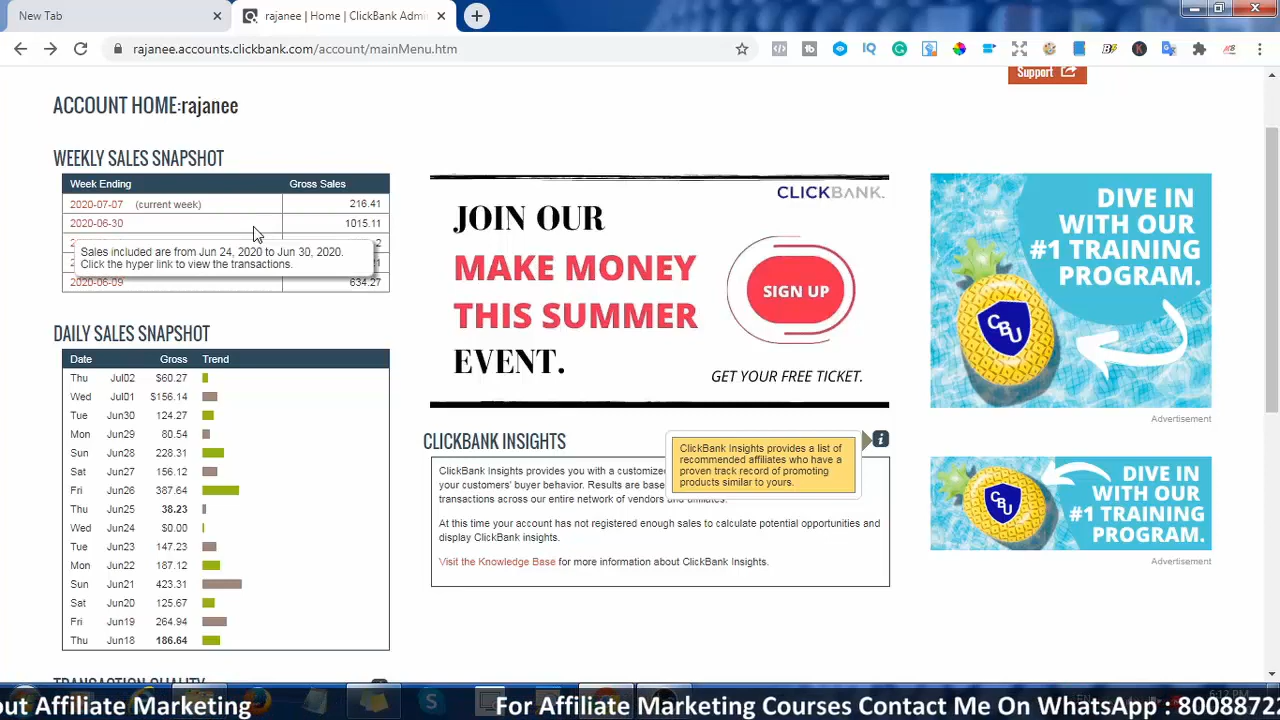 New Tab
rajanee | Home | ClickBank Admi
rajanee.accounts.clickbank.com/account/mainMenu.htm
Support
ACCOUNT HOME:rajanee
WEEKLY SALES SNAPSHOT
Week Ending Gross Sales
2020-07-07 (current week) 216.41
2020-06-30 1015.11
Sales included are from Jun 24, 2020 to Jun 30, 2020.
Click the hyper link to view the transactions.
2020-06-09 634.27
DAILY SALES SNAPSHOT
Date Gross Trend
Thu Jul02 $60.27
Wed Jul01 $156.14
Tue Jun30 124.27
Mon Jun29 80.54
Sun Jun28 228.31
Sat Jun27 156.12
Fri Jun26 387.64
Thu Jun25 38.23
Wed Jun24 $0.00
Tue Jun23 147.23
Mon Jun22 187.12
Sun Jun21 423.31
Sat Jun20 125.67
Fri Jun19 264.94
Thu Jun18 186.64
CLICKBANK.
JOIN OUR
MAKE MONEY
THIS SUMMER
EVENT.
SIGN UP
GET YOUR FREE TICKET.
CLICKBANK INSIGHTS
ClickBank Insights provides a list of
recommended affiliates who have a
proven track record of promoting
products similar to yours.
ClickBank Insights provides you with a customize
your customers' buyer behavior. Results are base
transactions across our entire network of vendors and affiliates.
At this time your account has not registered enough sales to calculate potential opportunities and
display ClickBank insights.
Visit the Knowledge Base for more information about ClickBank Insights.
DIVE IN
WITH OUR
#1 TRAINING
PROGRAM.
CBU
Advertisement
DIVE IN
WITH OUR
#1 TRAINING
PROGRAM.
CBU
Advertisement
6:12 PM
out Affiliate Marketing For Affiliate Marketing Courses Contact Me On WhatsApp : 80088722